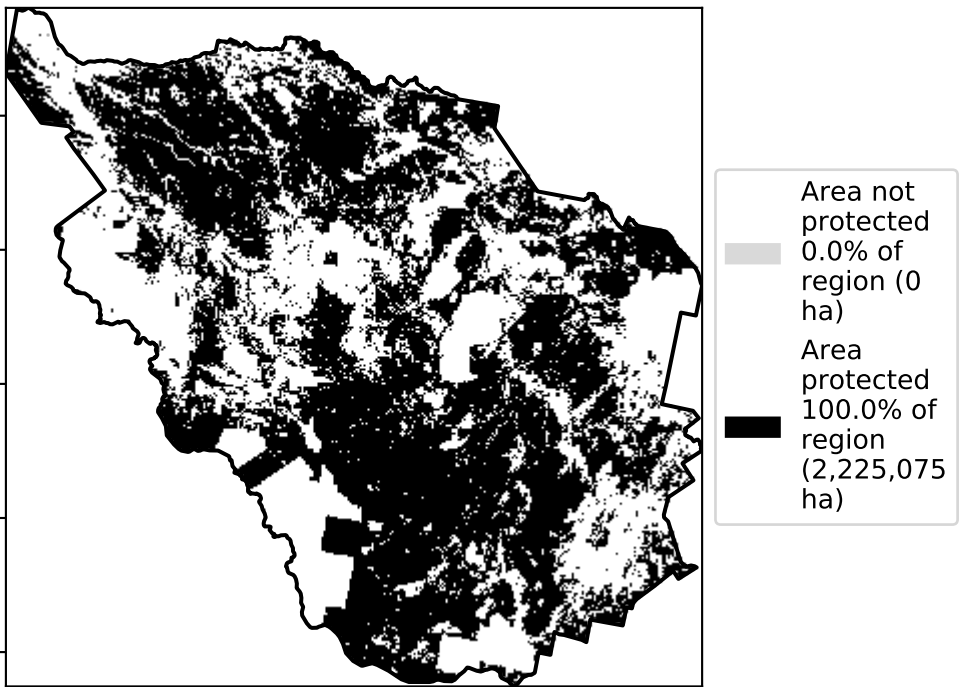 Area not
protected
0.0% of
region (0
ha)
Area
protected
100.0% of
region
(2,225,075
ha)